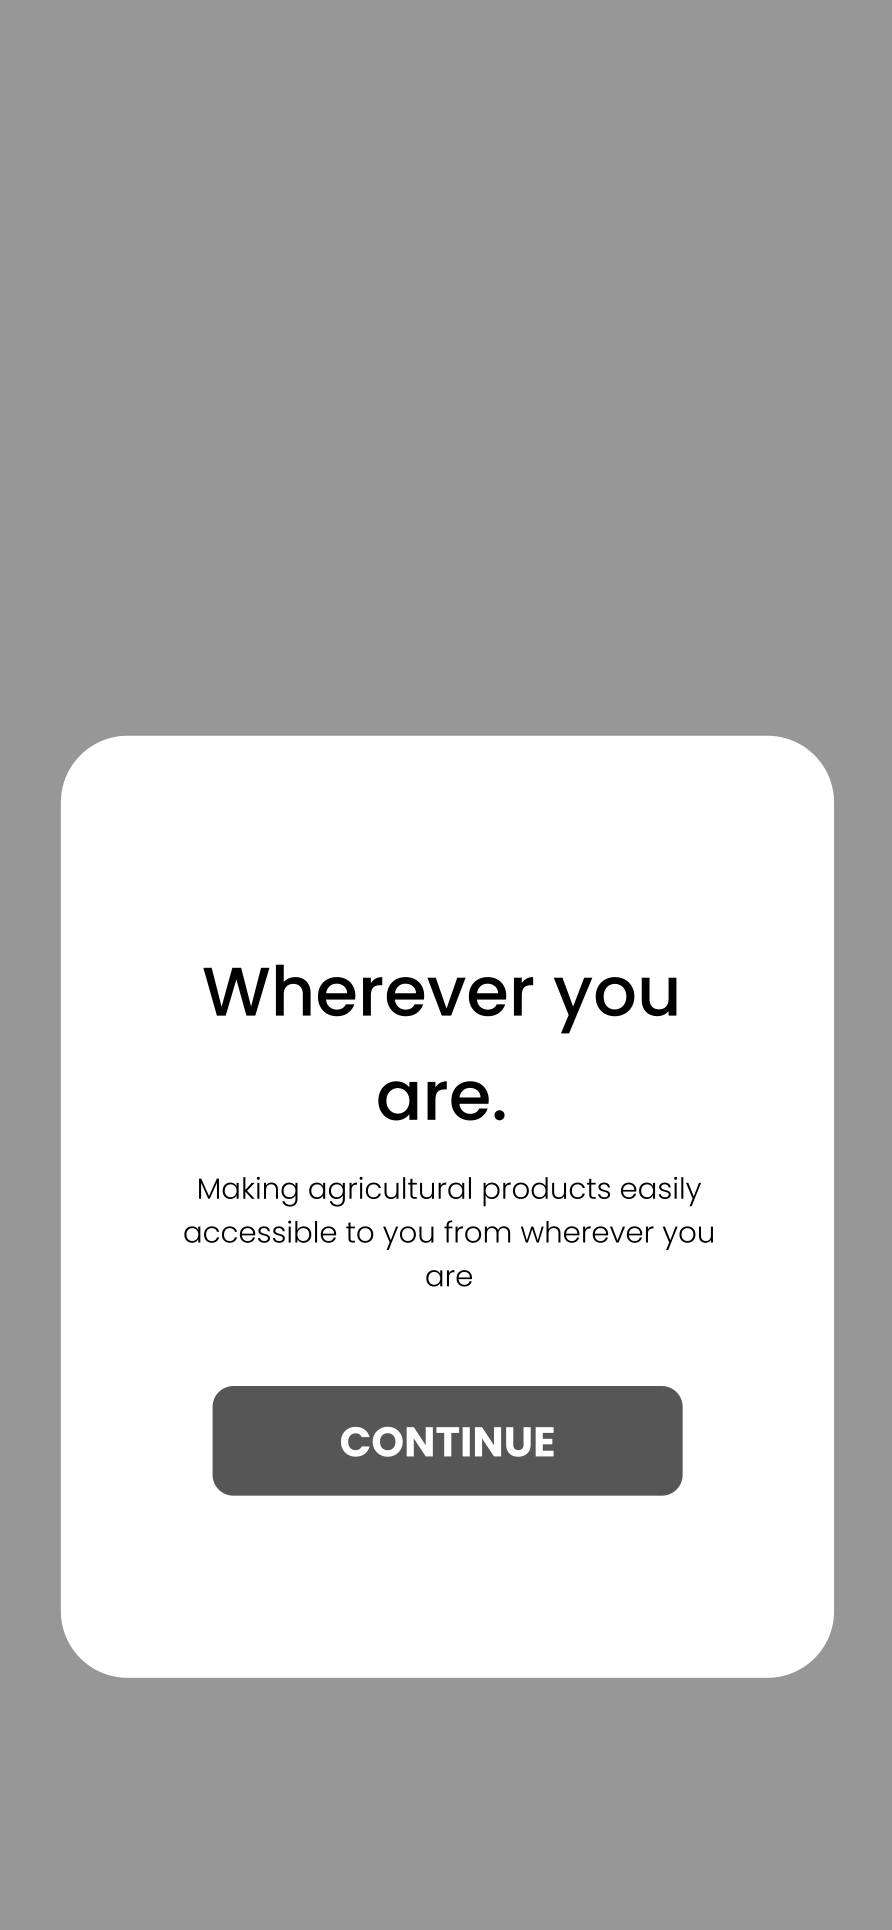 Wherever you
are.
Making agricultural products easily
accessible to you from wherever you
are
CONTINUE